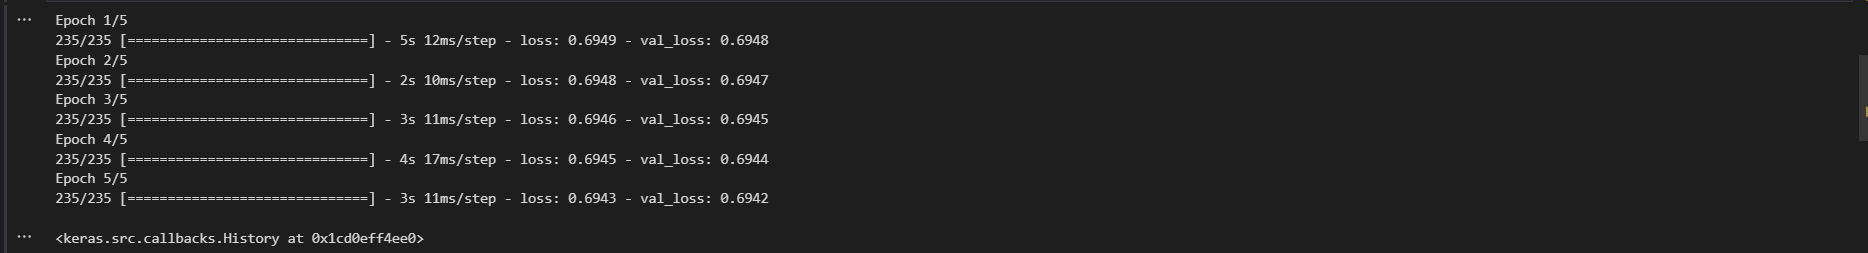 Epoch 1/5
235/235 [==============================] - 5s 12ms/step - loss: 0.6949 - val_loss: 0.6948
Epoch 2/5
235/235 [==============================] - 2s 10ms/step - loss: 0.6948 - val_loss: 0.6947
Epoch 3/5
235/235 [==============================] - 3s 11ms/step - loss: 0.6946 - val_loss: 0.6945
Epoch 4/5
235/235 [==============================] - 4s 17ms/step - loss: 0.6945 - val_loss: 0.6944
Epoch 5/5
235/235 [==============================] - 3s 11ms/step - loss: 0.6943 - val_loss: 0.6942
<keras.src.callbacks.History at 0x1cd0eff4ee0>